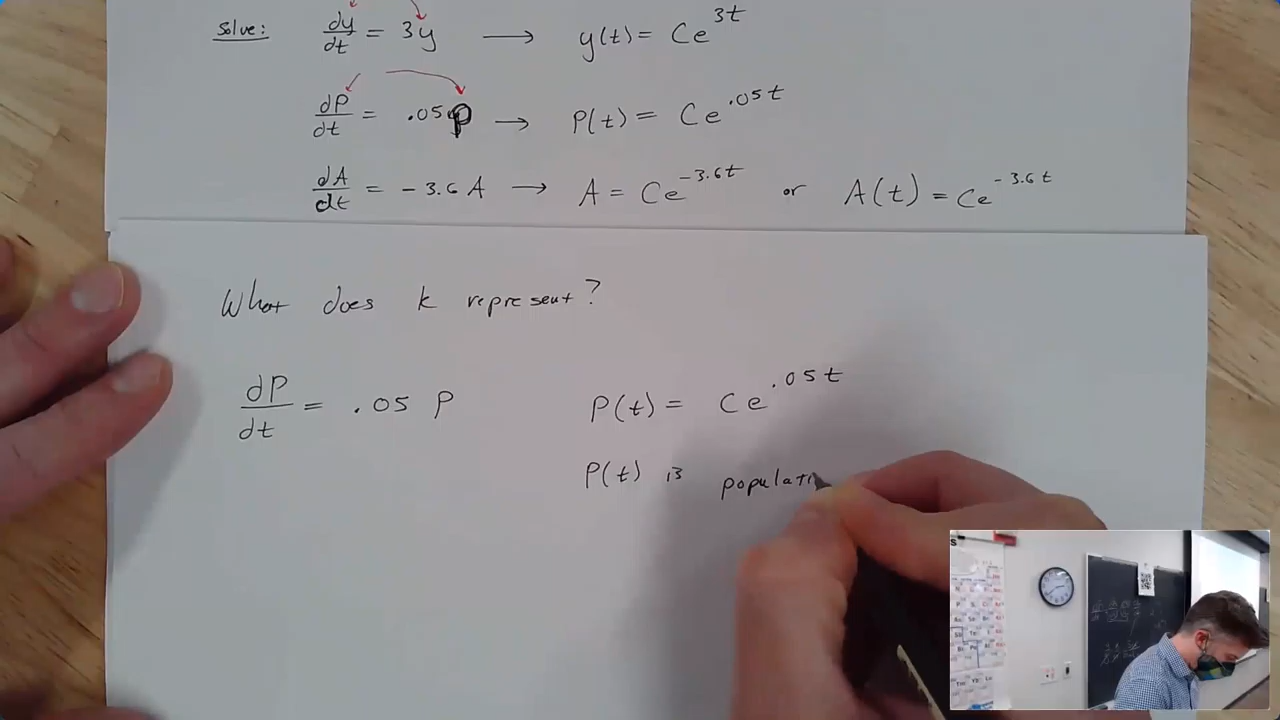 Solve: dy/dt = 3y → y(t) = Ce^3t
dP/dt = .05P → P(t) = Ce^.05t
dA/dt = -3.6A → A = Ce^-3.6t or A(t) = Ce^-3.6t
What does k represent?
dP/dt = .05 P P(t) = Ce^.05t
P(t) is populati